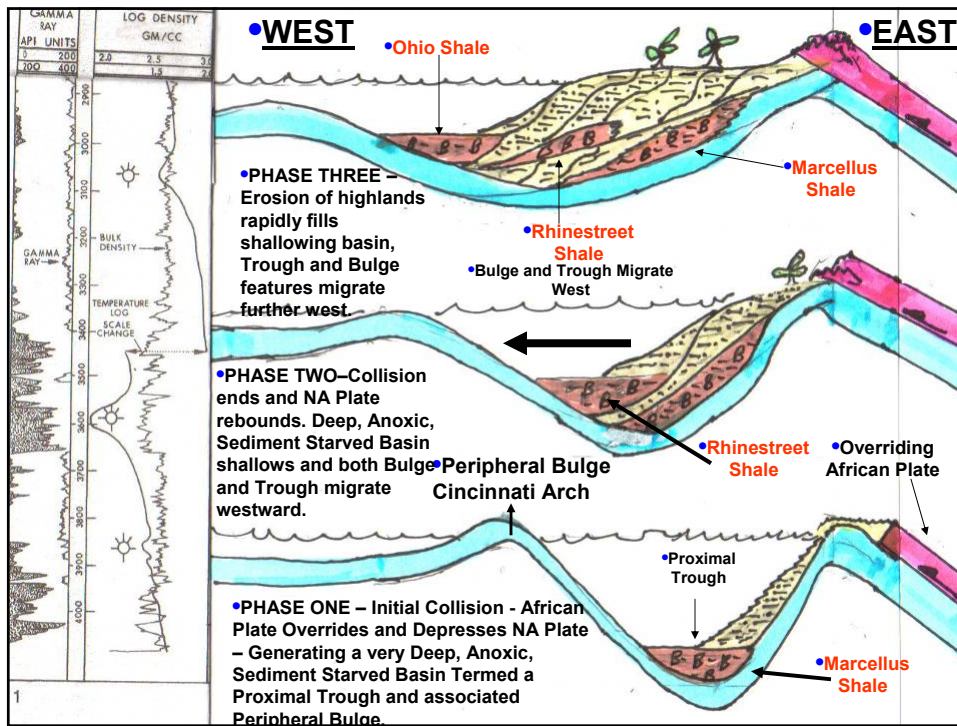 GAMMA
RAY
API UNITS
0 200
200 400
LOG DENSITY
GM/CC
2.0 2.5 3.0
1.5 2.0
2900
3000
3100
3200
3300
3400
3500
3600
3700
3800
3900
4000
GAMMA
RAY
BULK
DENSITY
TEMPERATURE
LOG
SCALE
CHANGE
1
•WEST
•EAST
•Ohio Shale
•Marcellus
Shale
•Rhinestreet
Shale
•PHASE THREE –
Erosion of highlands
rapidly fills
shallowing basin,
Trough and Bulge
features migrate
further west.
•Bulge and Trough Migrate
West
•PHASE TWO–Collision
ends and NA Plate
rebounds. Deep, Anoxic,
Sediment Starved Basin
shallows and both Bulge
and Trough migrate
westward.
•Rhinestreet
Shale
•Overriding
African Plate
•Peripheral Bulge
Cincinnati Arch
•Proximal
Trough
•PHASE ONE – Initial Collision - African
Plate Overrides and Depresses NA Plate
– Generating a very Deep, Anoxic,
Sediment Starved Basin Termed a
Proximal Trough and associated
Peripheral Bulge.
•Marcellus
Shale
B B
B B B
B B B
B
B B
B
B B
B B B